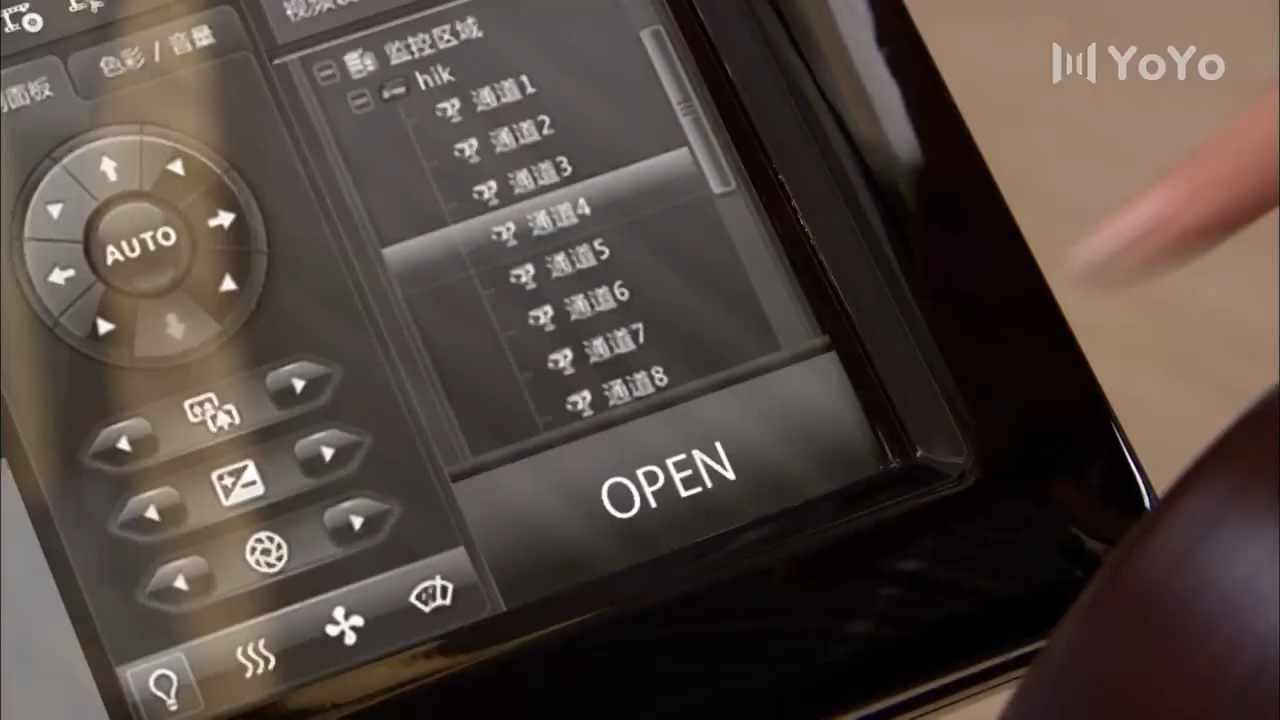 视频
色彩 / 音量
面板
AUTO
监控区域
hik
通道1
通道2
通道3
通道4
通道5
通道6
通道7
通道8
OPEN
YoYo